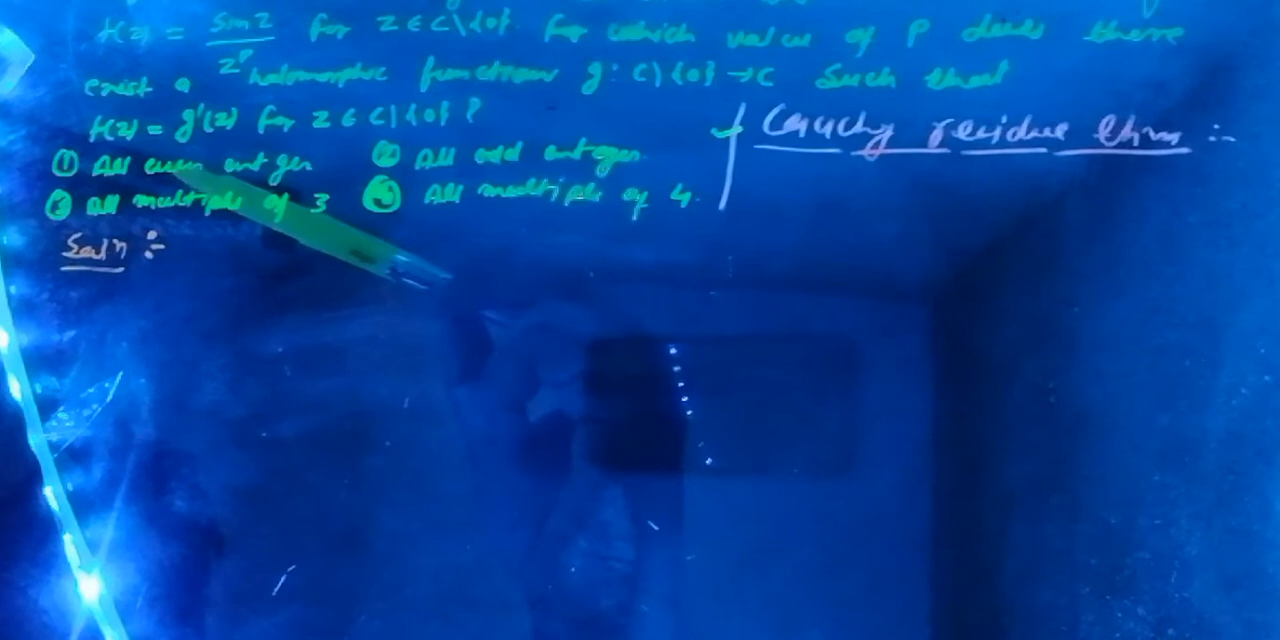 f(z) = sin z / z^p for z ∈ C\{0}. for which value of P does there
exist a holomorphic function g: C\{0} → C such that
f(z) = g'(z) for z ∈ C\{0}?
① All even integer ② All odd integer.
③ All multiple of 3 ④ All multiple of 4.
Soln :-
Cauchy residue thm :-